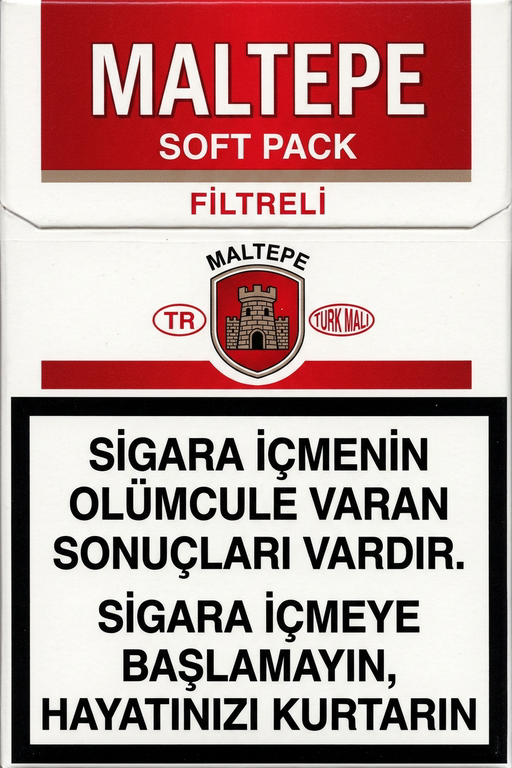 MALTEPE
SOFT PACK
FİLTRELİ
MALTEPE
TR
TURK MALI
SİGARA İÇMENİN
OLÜMCULE VARAN
SONUÇLARI VARDIR.
SİGARA İÇMEYE
BAŞLAMAYIN,
HAYATINIZI KURTARIN